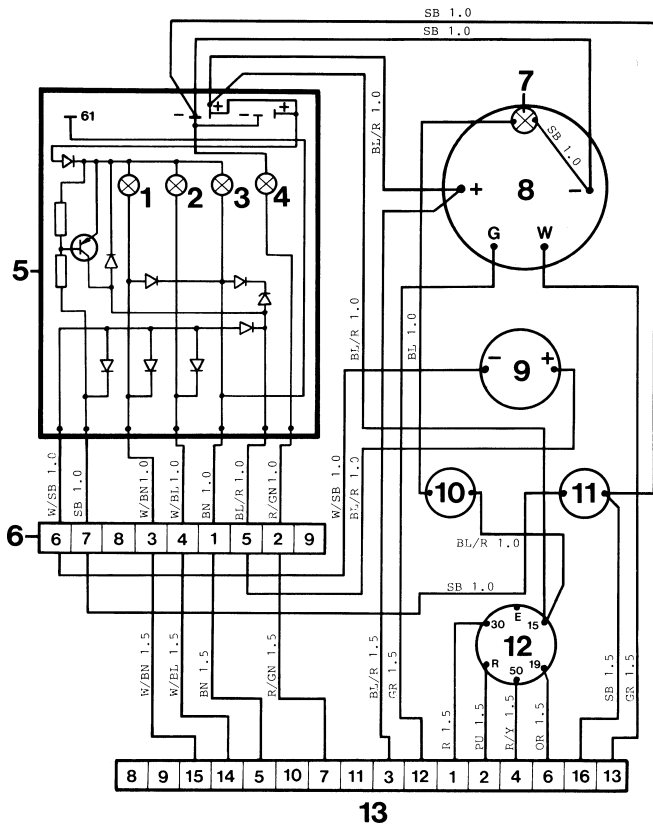 SB 1.0
SB 1.0
61
- + - +
BL/R 1.0
7
SB 1.0
+ 8 -
G W
1 2 3 4
5
BL/R 1.0
BL 1.0
BL/R 1.0
GR 1.0
- 9 +
W/SB 1.0
SB 1.0
W/BN 1.0
W/BL 1.0
BN 1.0
BL/R 1.0
R/GN 1.0
W/SB 1.0
BL/R 1.0
10
11
BL/R 1.0
6
6 7 8 3 4 1 5 2 9
SB 1.0
E
30 15
12
R 19
50
W/BN 1.5
W/BL 1.5
BN 1.5
R/GN 1.5
BL/R 1.5
GR 1.5
R 1.5
PU 1.5
R/Y 1.5
OR 1.5
SB 1.5
GR 1.5
8 9 15 14 5 10 7 11 3 12 1 2 4 6 16 13
13